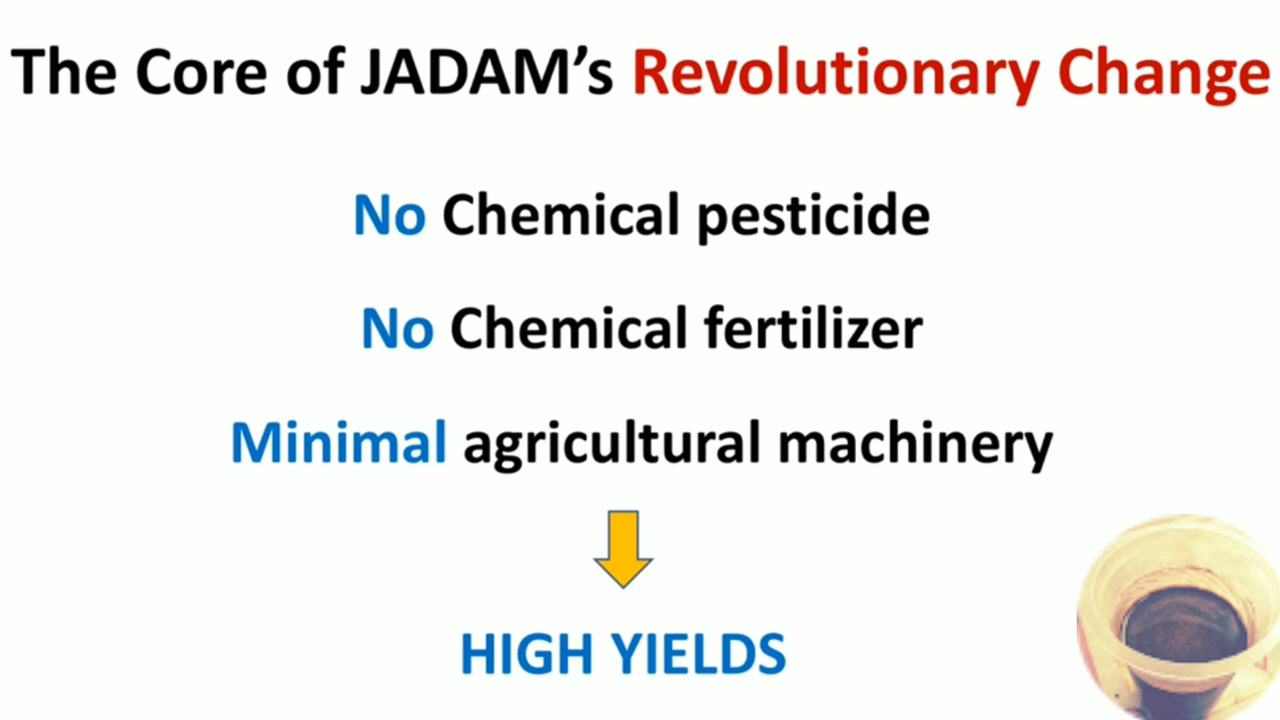 The Core of JADAM’s Revolutionary Change
No Chemical pesticide
No Chemical fertilizer
Minimal agricultural machinery
HIGH YIELDS